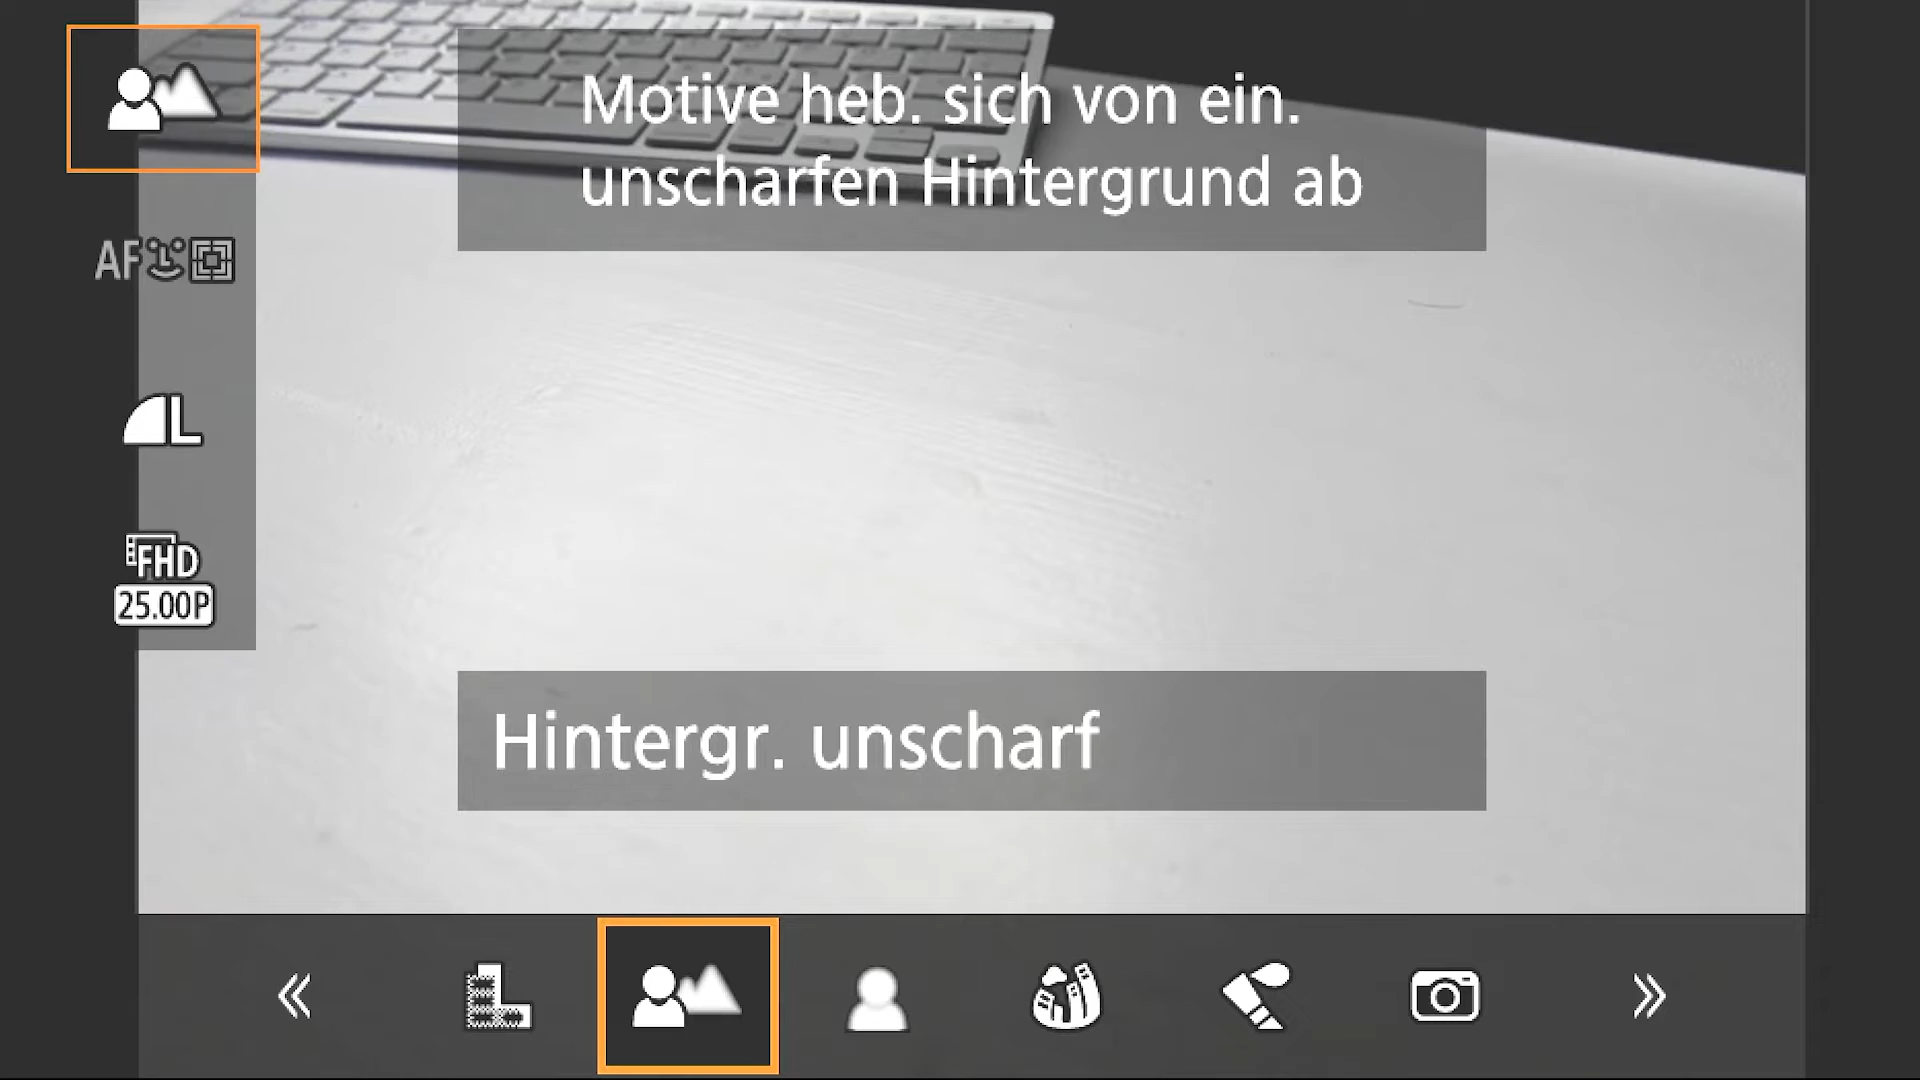 Motive heb. sich von ein.
unscharfen Hintergrund ab
AF
L
FHD
25.00P
Hintergr. unscharf